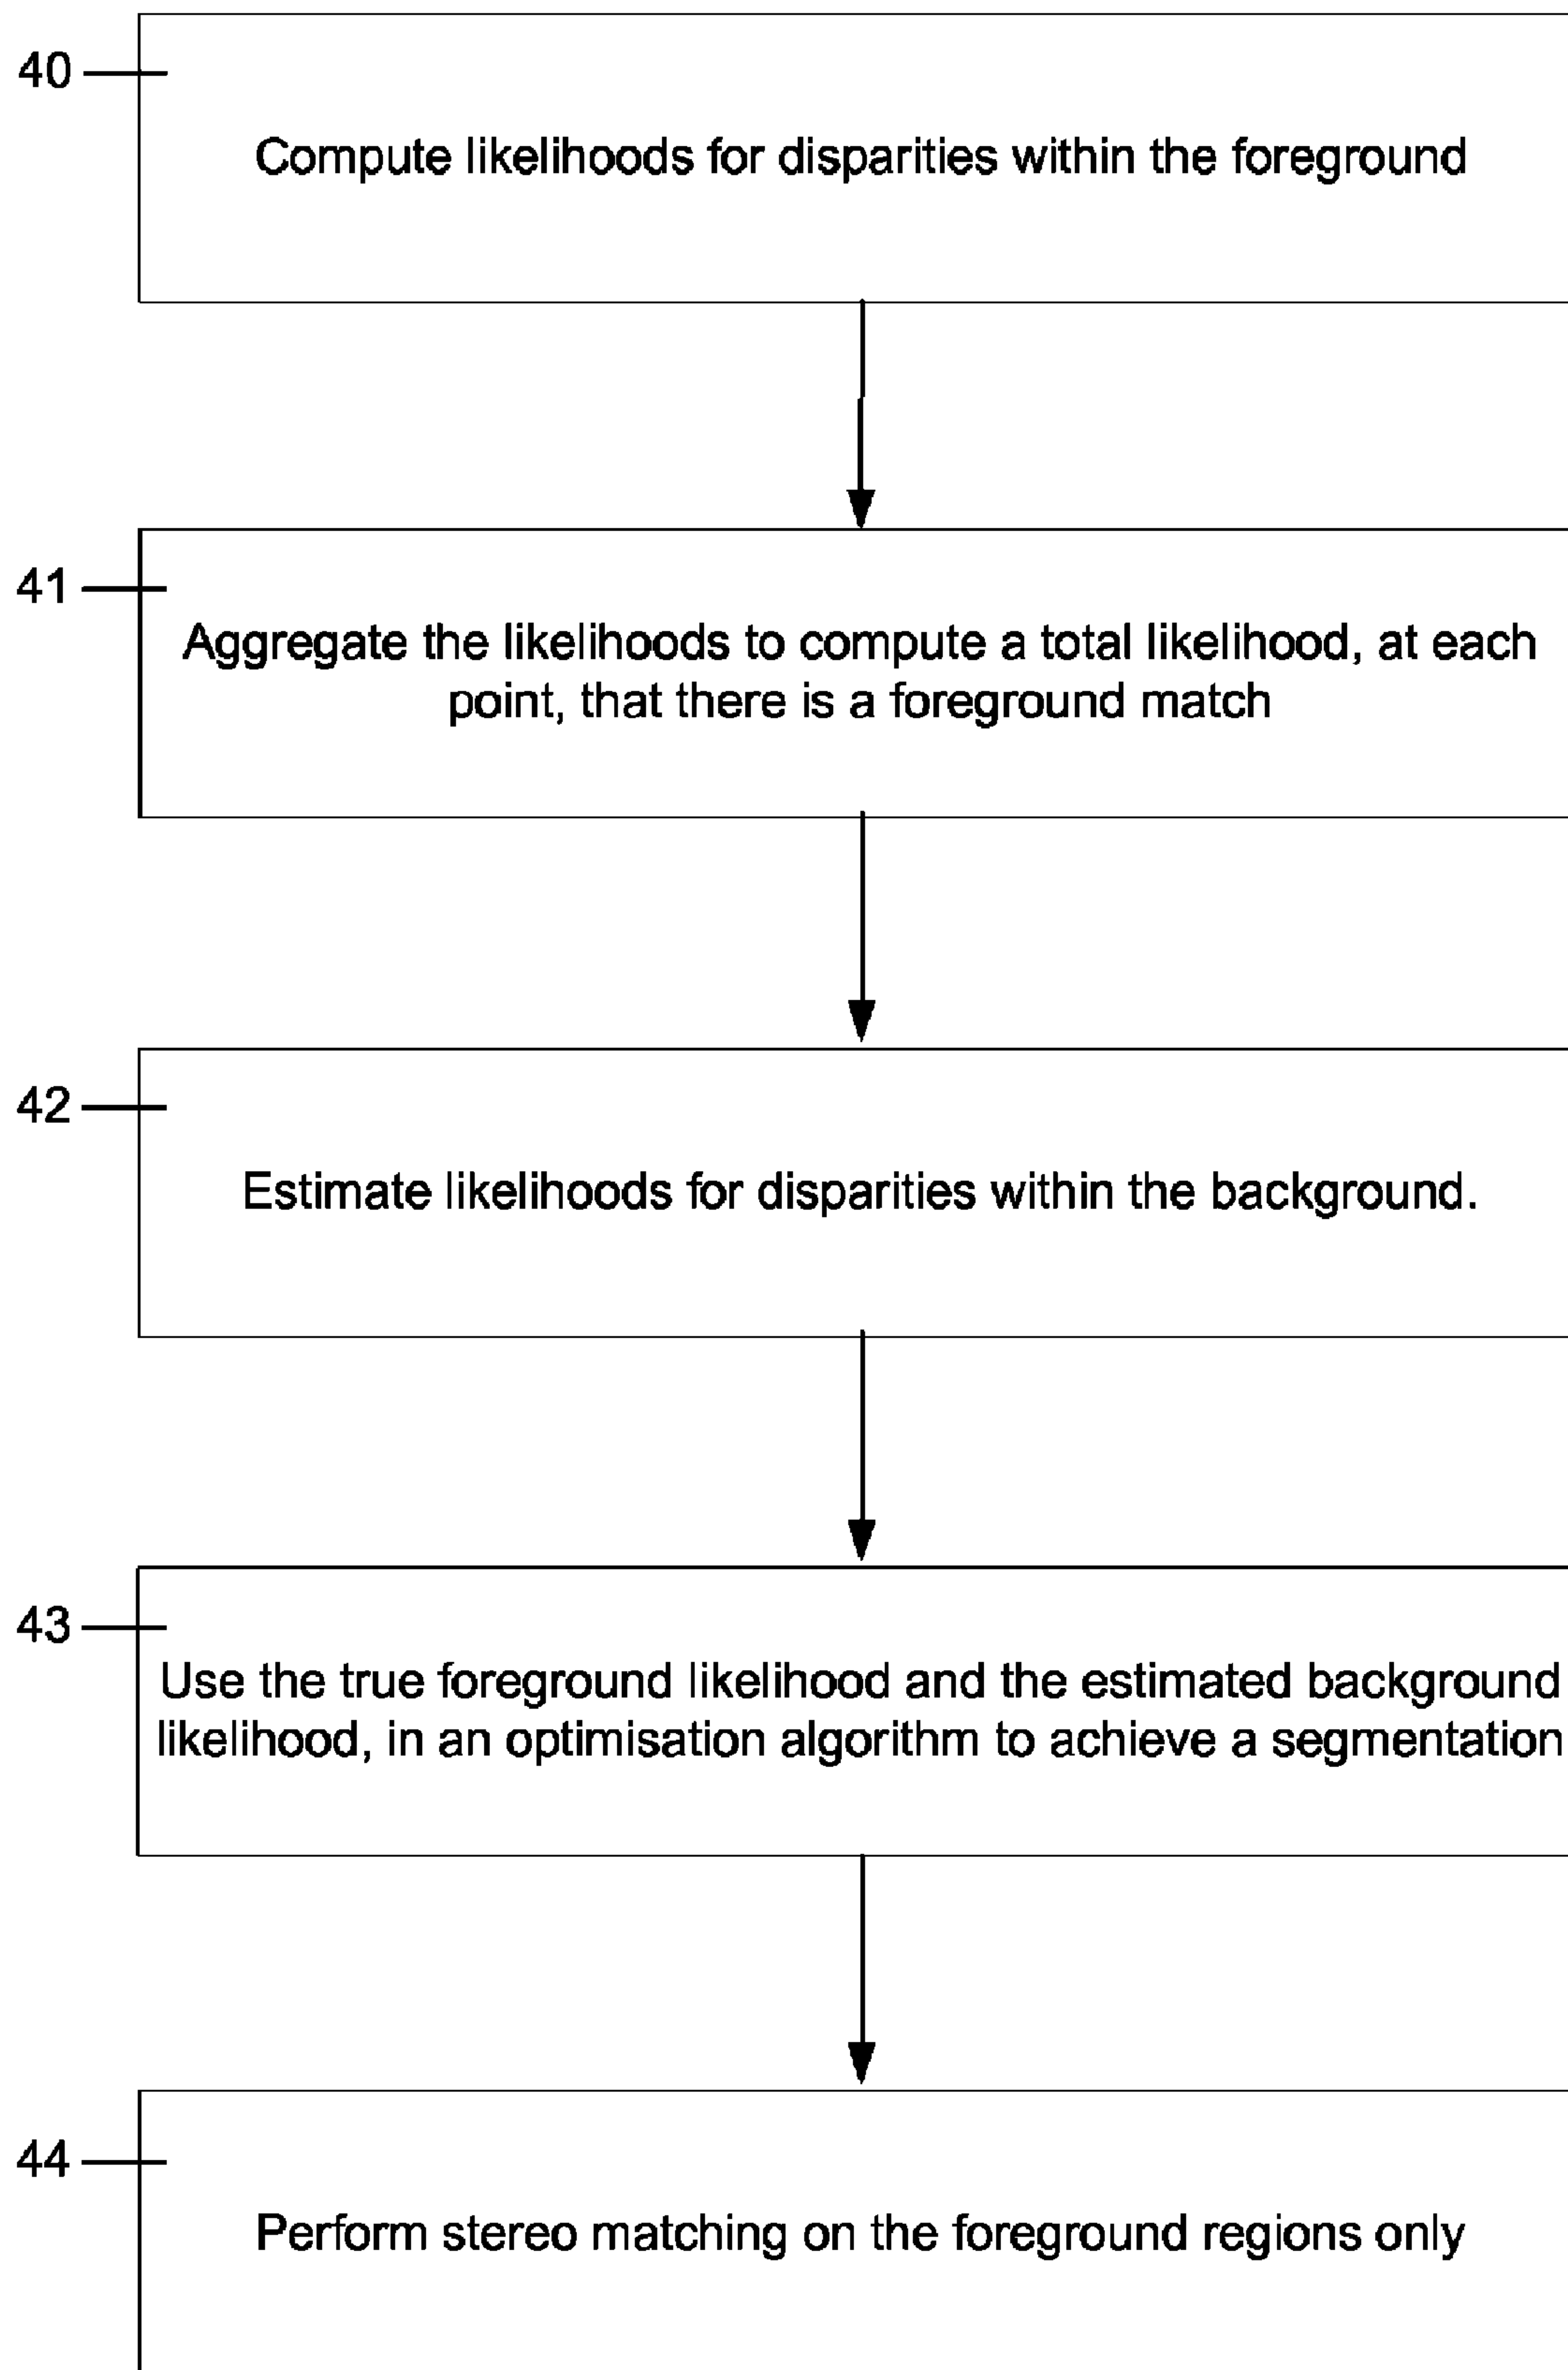 40
Compute likelihoods for disparities within the foreground
41
Aggregate the likelihoods to compute a total likelihood, at each
point, that there is a foreground match
42
Estimate likelihoods for disparities within the background.
43
Use the true foreground likelihood and the estimated background
likelihood, in an optimisation algorithm to achieve a segmentation
44
Perform stereo matching on the foreground regions only